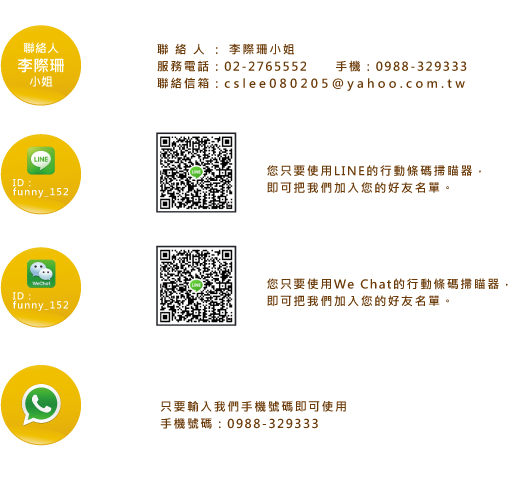 聯絡人
李際珊
小姐
聯 絡 人 ： 李際珊小姐
服務電話：02-2765552 手機：0988-329333
聯絡信箱：cslee080205@yahoo.com.tw
LINE
ID：
funny_152
LINE
您只要使用LINE的行動條碼掃瞄器，
即可把我們加入您的好友名單。
WeChat
ID：
funny_152
LINE
您只要使用We Chat的行動條碼掃瞄器，
即可把我們加入您的好友名單。
只要輸入我們手機號碼即可使用
手機號碼：0988-329333